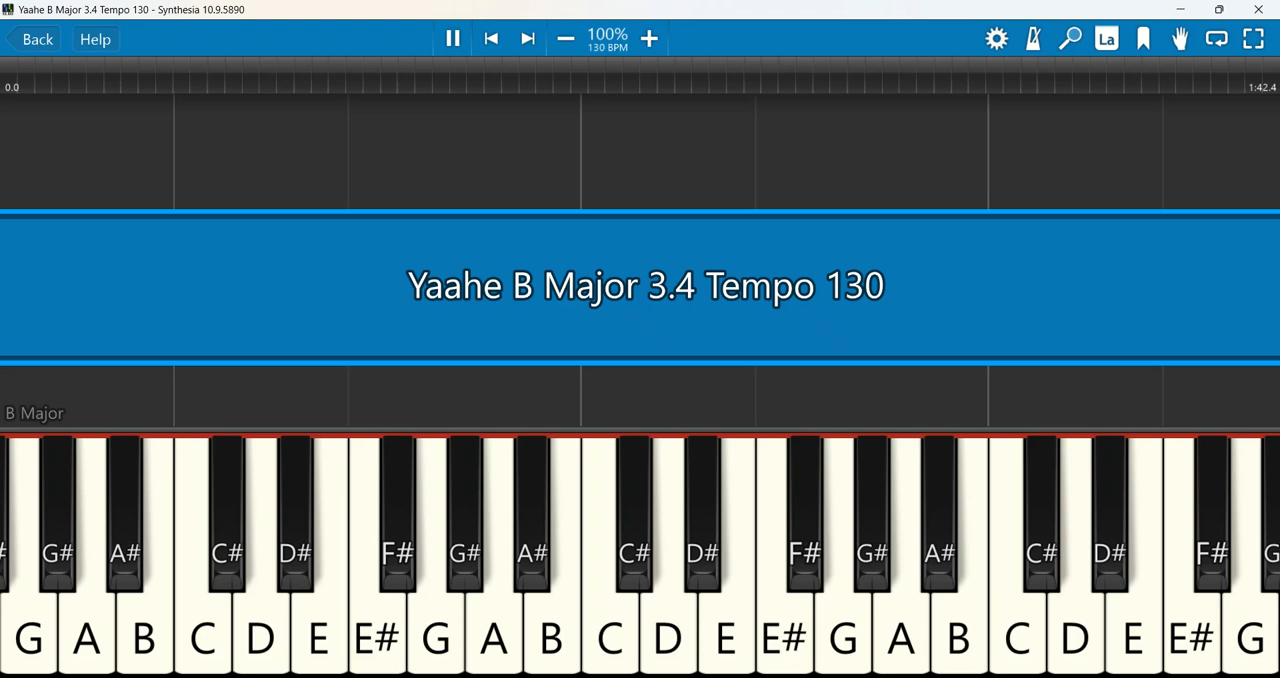 Yaahe B Major 3.4 Tempo 130 - Synthesia 10.9.5890
Back Help 100% La
130 BPM
0.0 1:42.4
Yaahe B Major 3.4 Tempo 130
B Major
# G# A# C# D# F# G# A# C# D# F# G# A# C# D# F# G
G A B C D E E# G A B C D E E# G A B C D E E# G